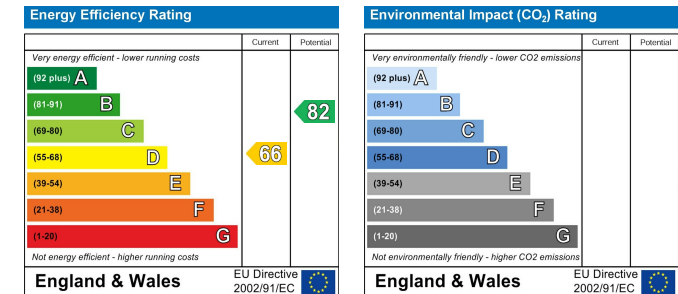 Energy Efficiency Rating
Current Potential
Very energy efficient - lower running costs
(92 plus) A
(81-91) B
82
(69-80) C
(55-68) D
66
(39-54) E
(21-38) F
(1-20) G
Not energy efficient - higher running costs
England & Wales
EU Directive
2002/91/EC
Environmental Impact (CO₂) Rating
Current Potential
Very environmentally friendly - lower CO2 emissions
(92 plus) A
(81-91) B
(69-80) C
(55-68) D
(39-54) E
(21-38) F
(1-20) G
Not environmentally friendly - higher CO2 emissions
England & Wales
EU Directive
2002/91/EC